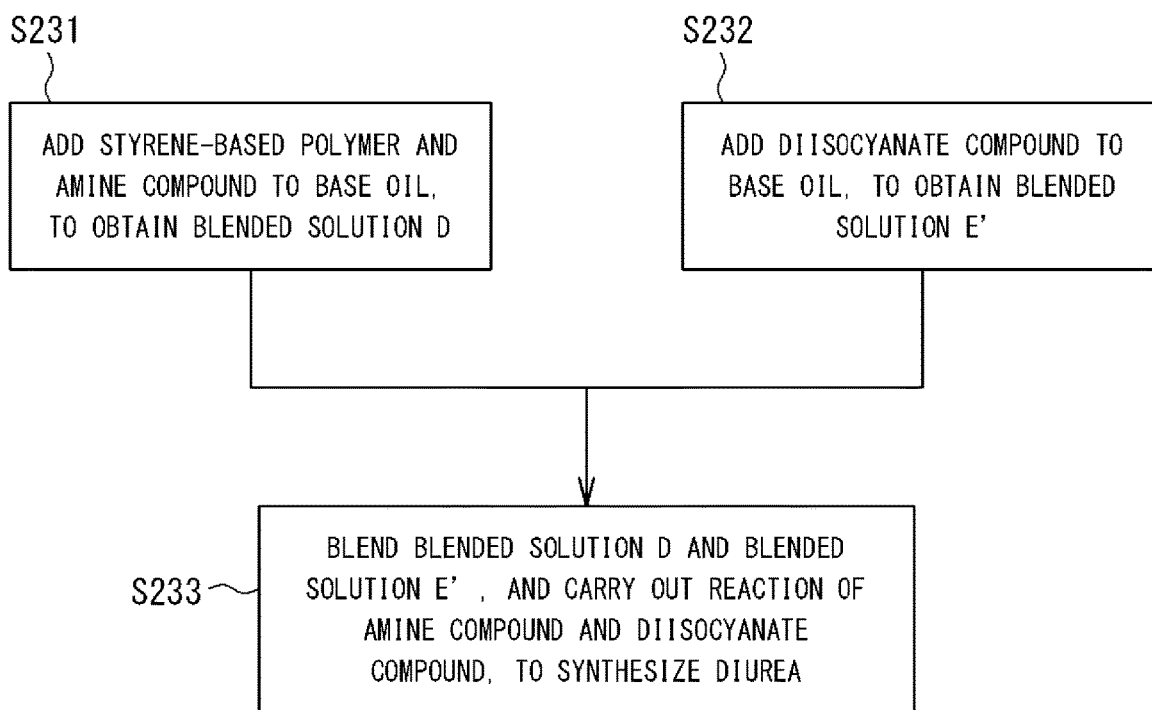 S231
ADD STYRENE-BASED POLYMER AND
AMINE COMPOUND TO BASE OIL,
TO OBTAIN BLENDED SOLUTION D
S232
ADD DIISOCYANATE COMPOUND TO
BASE OIL, TO OBTAIN BLENDED
SOLUTION E'
S233
BLEND BLENDED SOLUTION D AND BLENDED
SOLUTION E', AND CARRY OUT REACTION OF
AMINE COMPOUND AND DIISOCYANATE
COMPOUND, TO SYNTHESIZE DIUREA